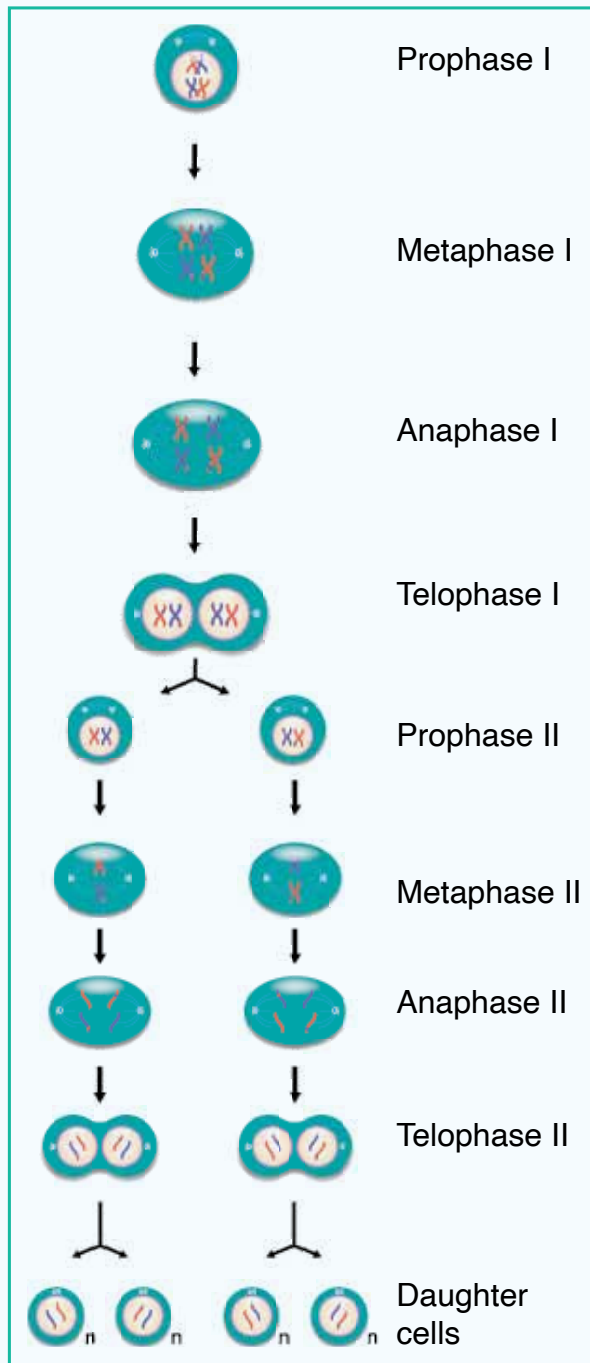 Prophase I
Metaphase I
Anaphase I
Telophase I
Prophase II
Metaphase II
Anaphase II
Telophase II
n
n
n
n
Daughter
cells